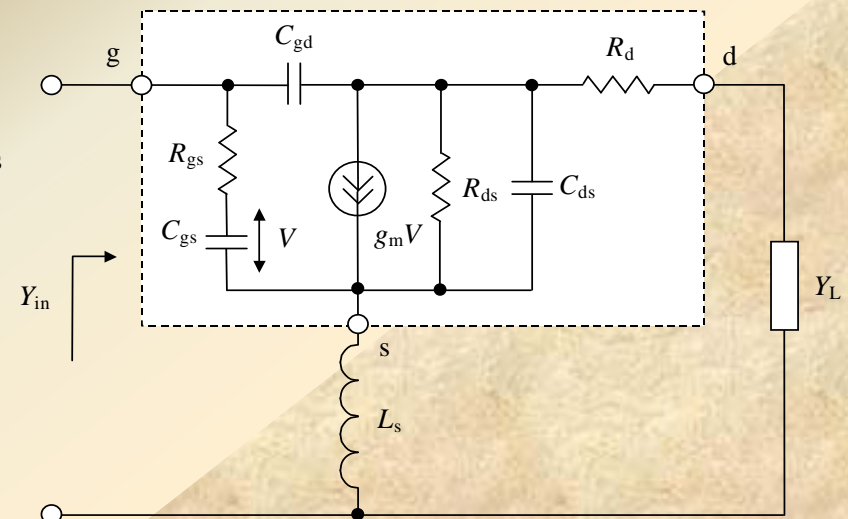 g
C_gd
R_d
d
s
R_gs
C_gs
V
g_mV
R_ds
C_ds
Y_in
Y_L
s
L_s